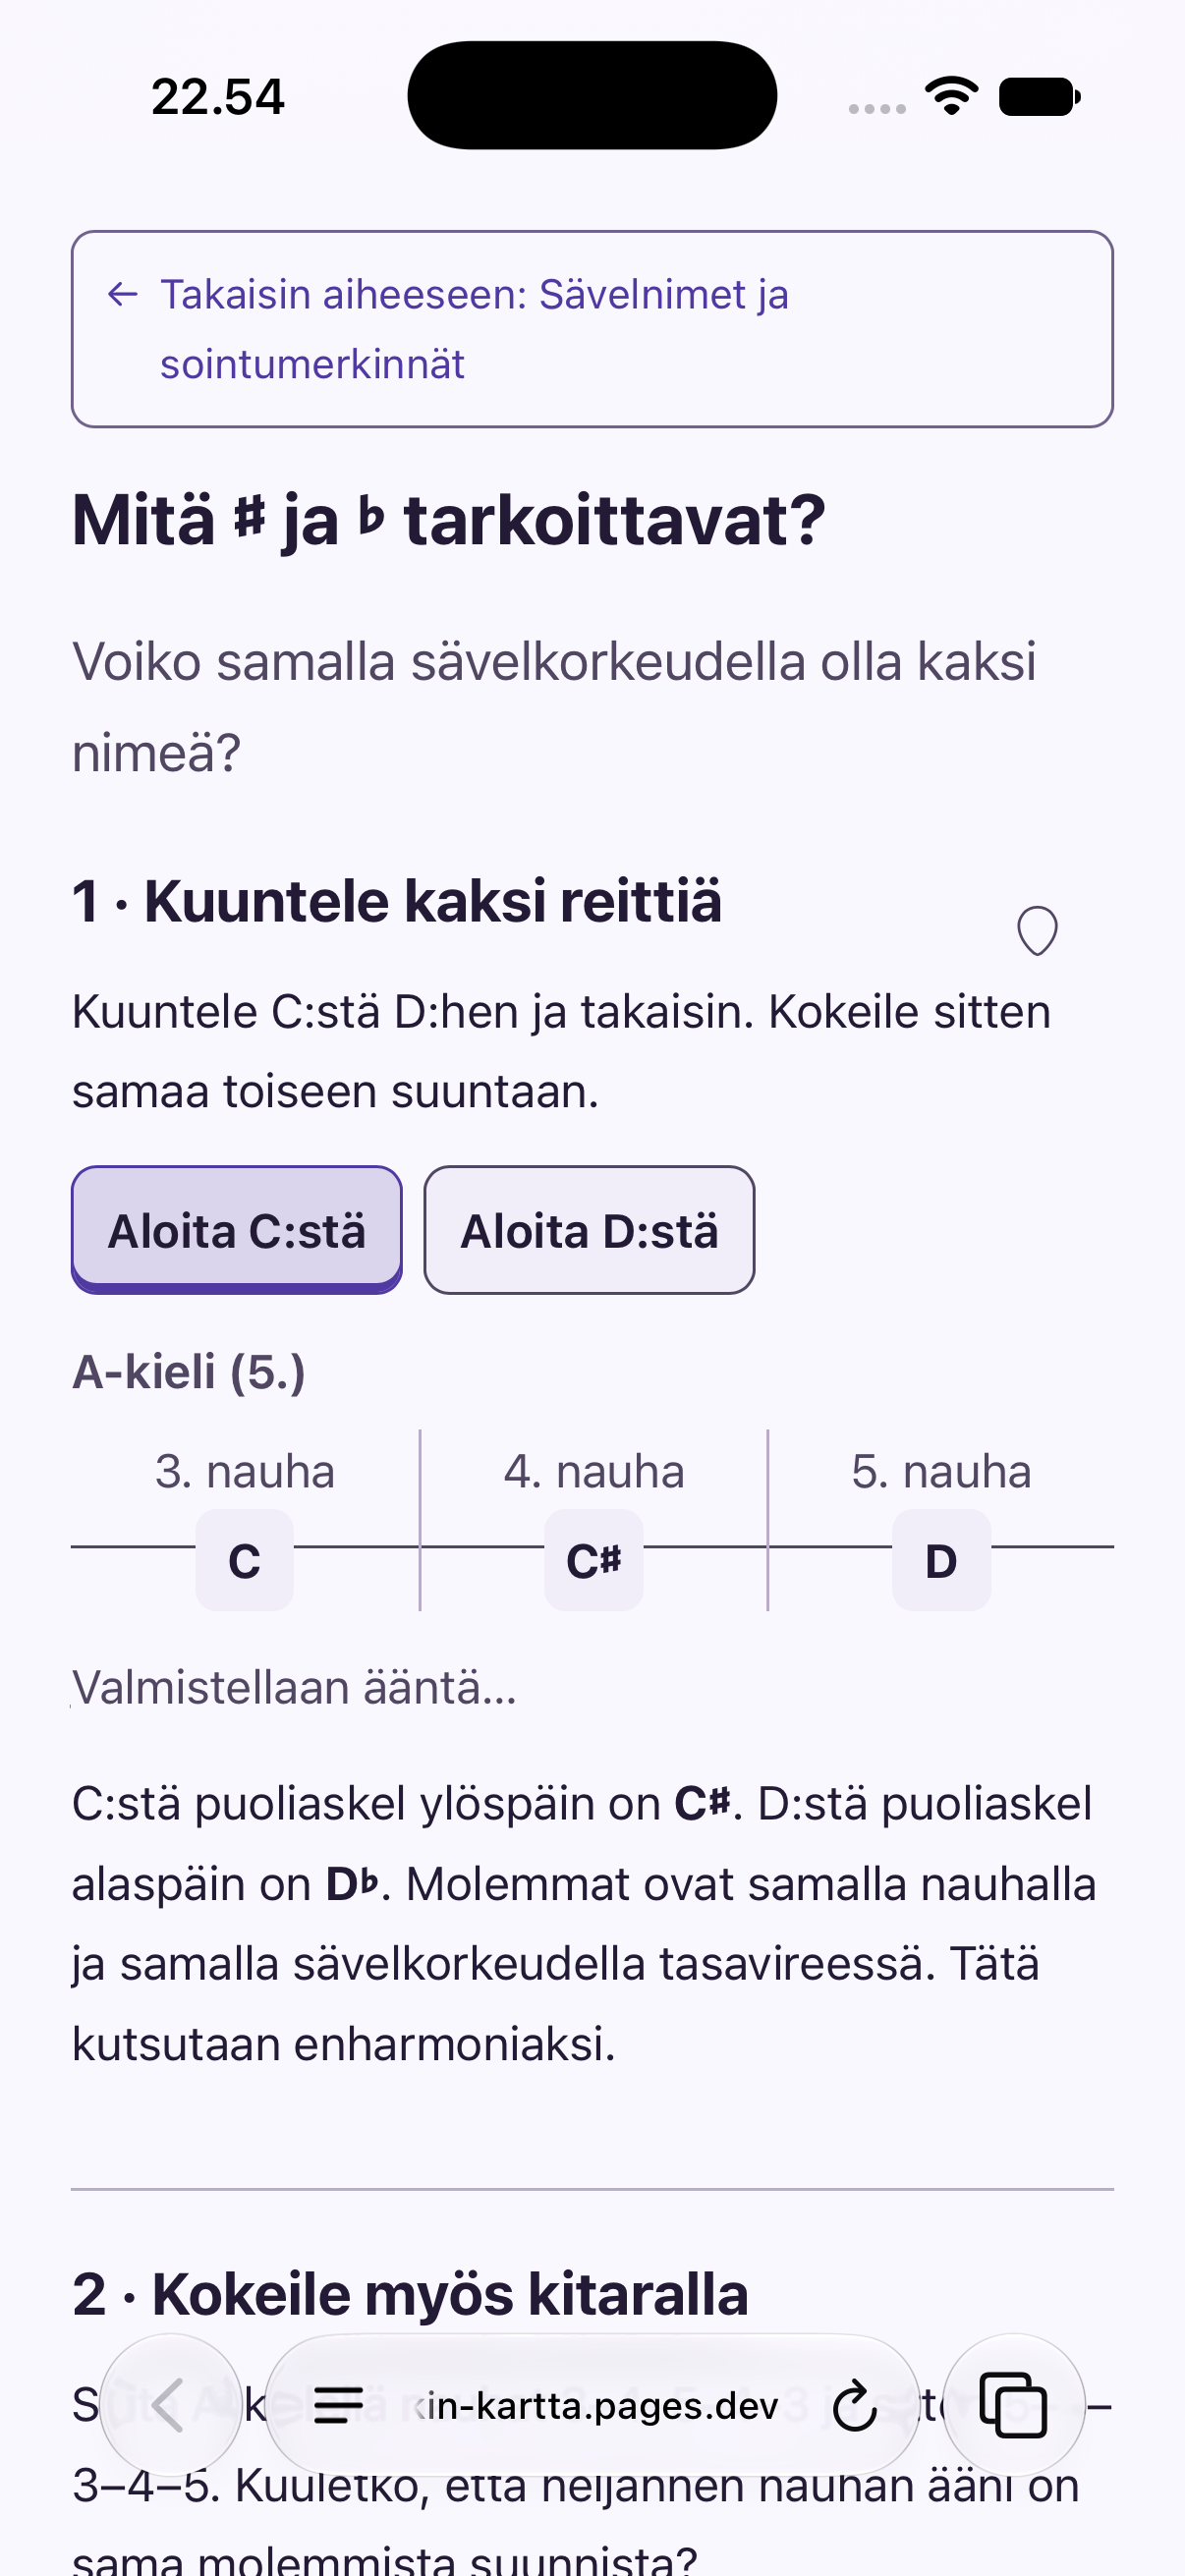 22.54
← Takaisin aiheeseen: Sävelnimet ja
sointumerkinnät
Mitä ♯ ja ♭ tarkoittavat?
Voiko samalla sävelkorkeudella olla kaksi
nimeä?
1 · Kuuntele kaksi reittiä
Kuuntele C:stä D:hen ja takaisin. Kokeile sitten
samaa toiseen suuntaan.
Aloita C:stä Aloita D:stä
A-kieli (5.)
3. nauha 4. nauha 5. nauha
C C♯ D
Valmistellaan ääntä...
C:stä puoliaskel ylöspäin on C♯. D:stä puoliaskel
alaspäin on D♭. Molemmat ovat samalla nauhalla
ja samalla sävelkorkeudella tasavireessä. Tätä
kutsutaan enharmoniaksi.
2 · Kokeile myös kitaralla
in-kartta.pages.dev
3–4–5. Kuuletko, että neljännen nauhan ääni on
sama molemmista suunnista?